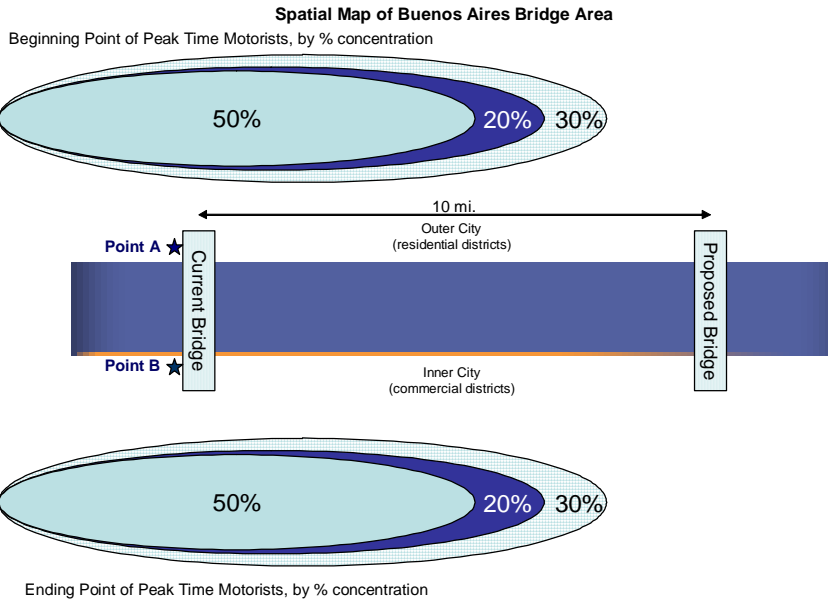 Spatial Map of Buenos Aires Bridge Area
Beginning Point of Peak Time Motorists, by % concentration
50%
20%
30%
10 mi.
Outer City
(residential districts)
Point A
Current Bridge
Proposed Bridge
Point B
Inner City
(commercial districts)
50%
20%
30%
Ending Point of Peak Time Motorists, by % concentration